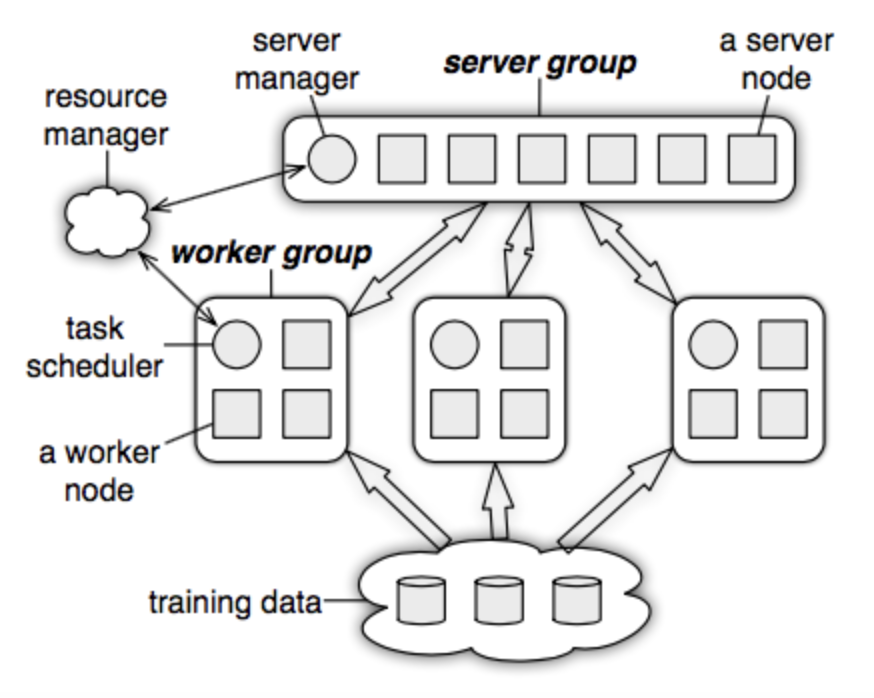 server
manager
server group
a server
node
resource
manager
worker group
task
scheduler
a worker
node
training data